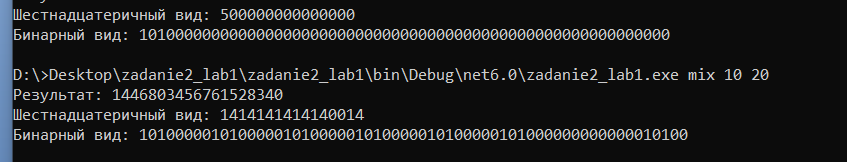 Шестнадцатеричный вид: 500000000000000
Бинарный вид: 10100000000000000000000000000000000000000000000000000000000

D:\>Desktop\zadanie2_lab1\zadanie2_lab1\bin\Debug\net6.0\zadanie2_lab1.exe mix 10 20
Результат: 1446803456761528340
Шестнадцатеричный вид: 1414141414140014
Бинарный вид: 1010000010100000101000001010000010100000101000000000000010100